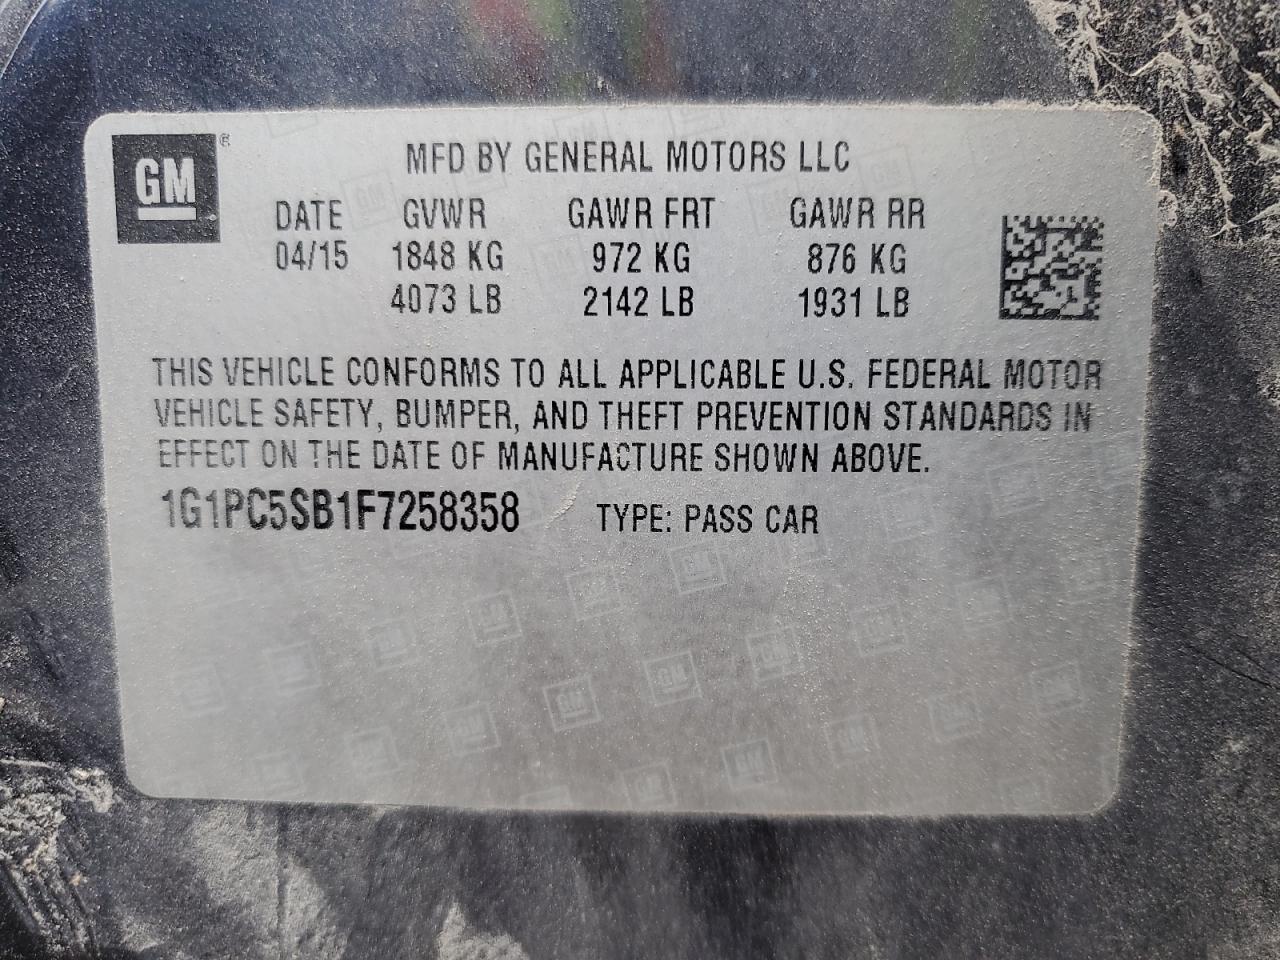 GM®
MFD BY GENERAL MOTORS LLC
DATE GVWR GAWR FRT GAWR RR
04/15 1848 KG 972 KG 876 KG
4073 LB 2142 LB 1931 LB
THIS VEHICLE CONFORMS TO ALL APPLICABLE U.S. FEDERAL MOTOR
VEHICLE SAFETY, BUMPER, AND THEFT PREVENTION STANDARDS IN
EFFECT ON THE DATE OF MANUFACTURE SHOWN ABOVE.
1G1PC5SB1F7258358 TYPE: PASS CAR